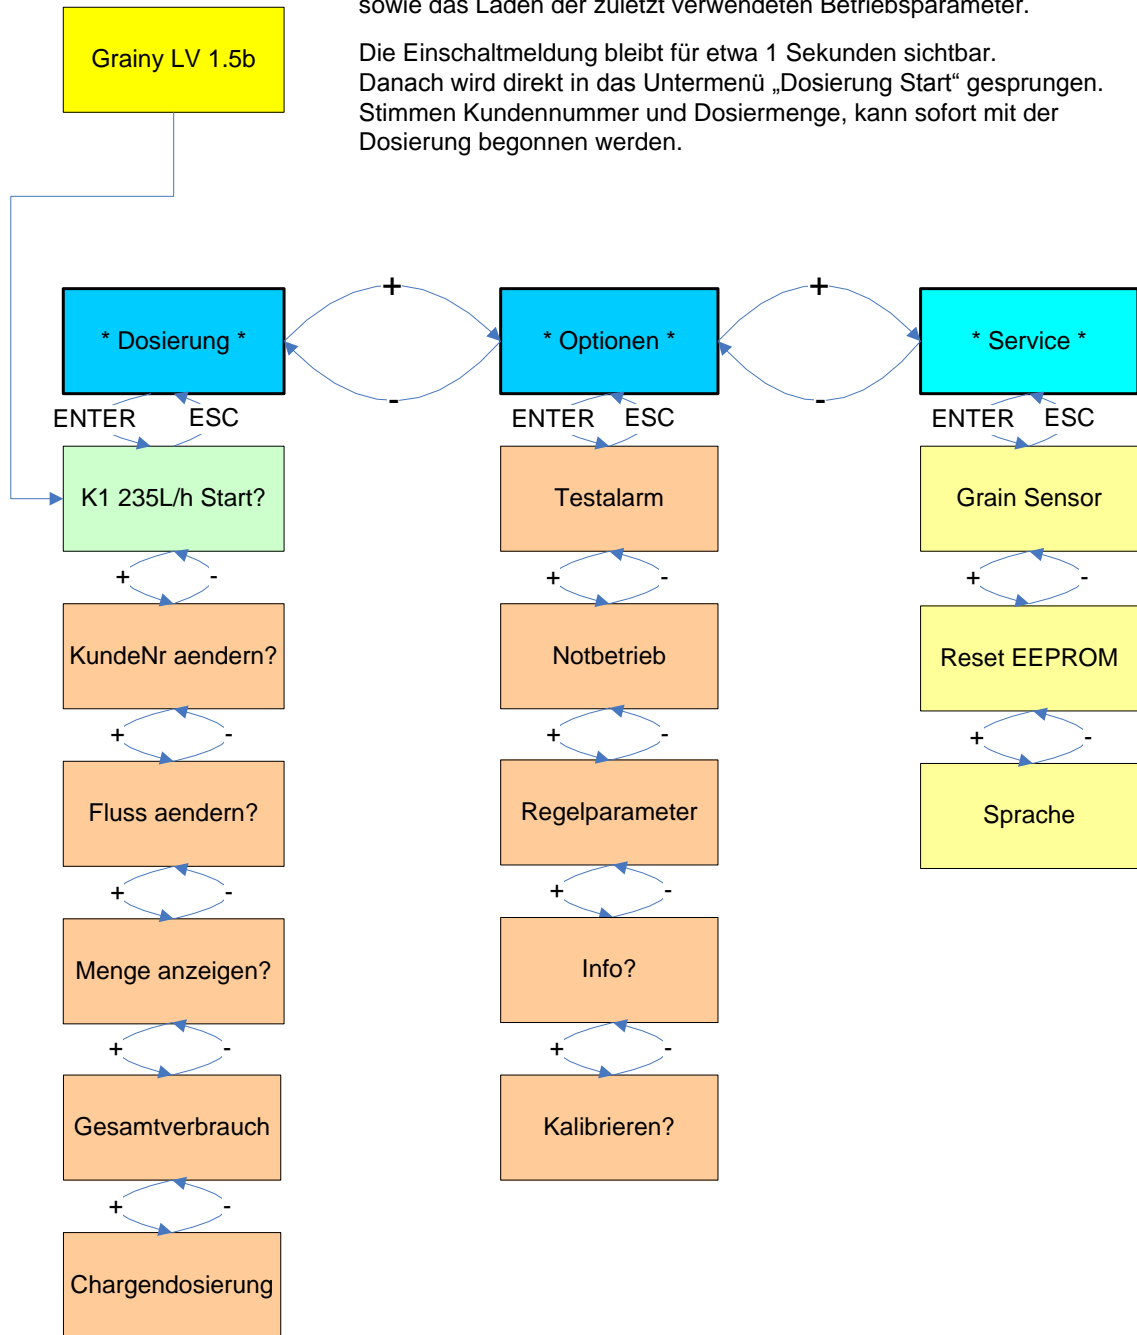 sowie das Laden der zuletzt verwendeten Betriebsparameter.
Grainy LV 1.5b
Die Einschaltmeldung bleibt für etwa 1 Sekunden sichtbar.
Danach wird direkt in das Untermenü „Dosierung Start“ gesprungen.
Stimmen Kundennummer und Dosiermenge, kann sofort mit der
Dosierung begonnen werden.
+ +
* Dosierung * * Optionen * * Service *
- -
ENTER ESC ENTER ESC ENTER ESC
K1 235L/h Start? Testalarm Grain Sensor
+ - + - + -
KundeNr aendern? Notbetrieb Reset EEPROM
+ - + - + -
Fluss aendern? Regelparameter Sprache
+ - + -
Menge anzeigen? Info?
+ - + -
Gesamtverbrauch Kalibrieren?
+ -
Chargendosierung